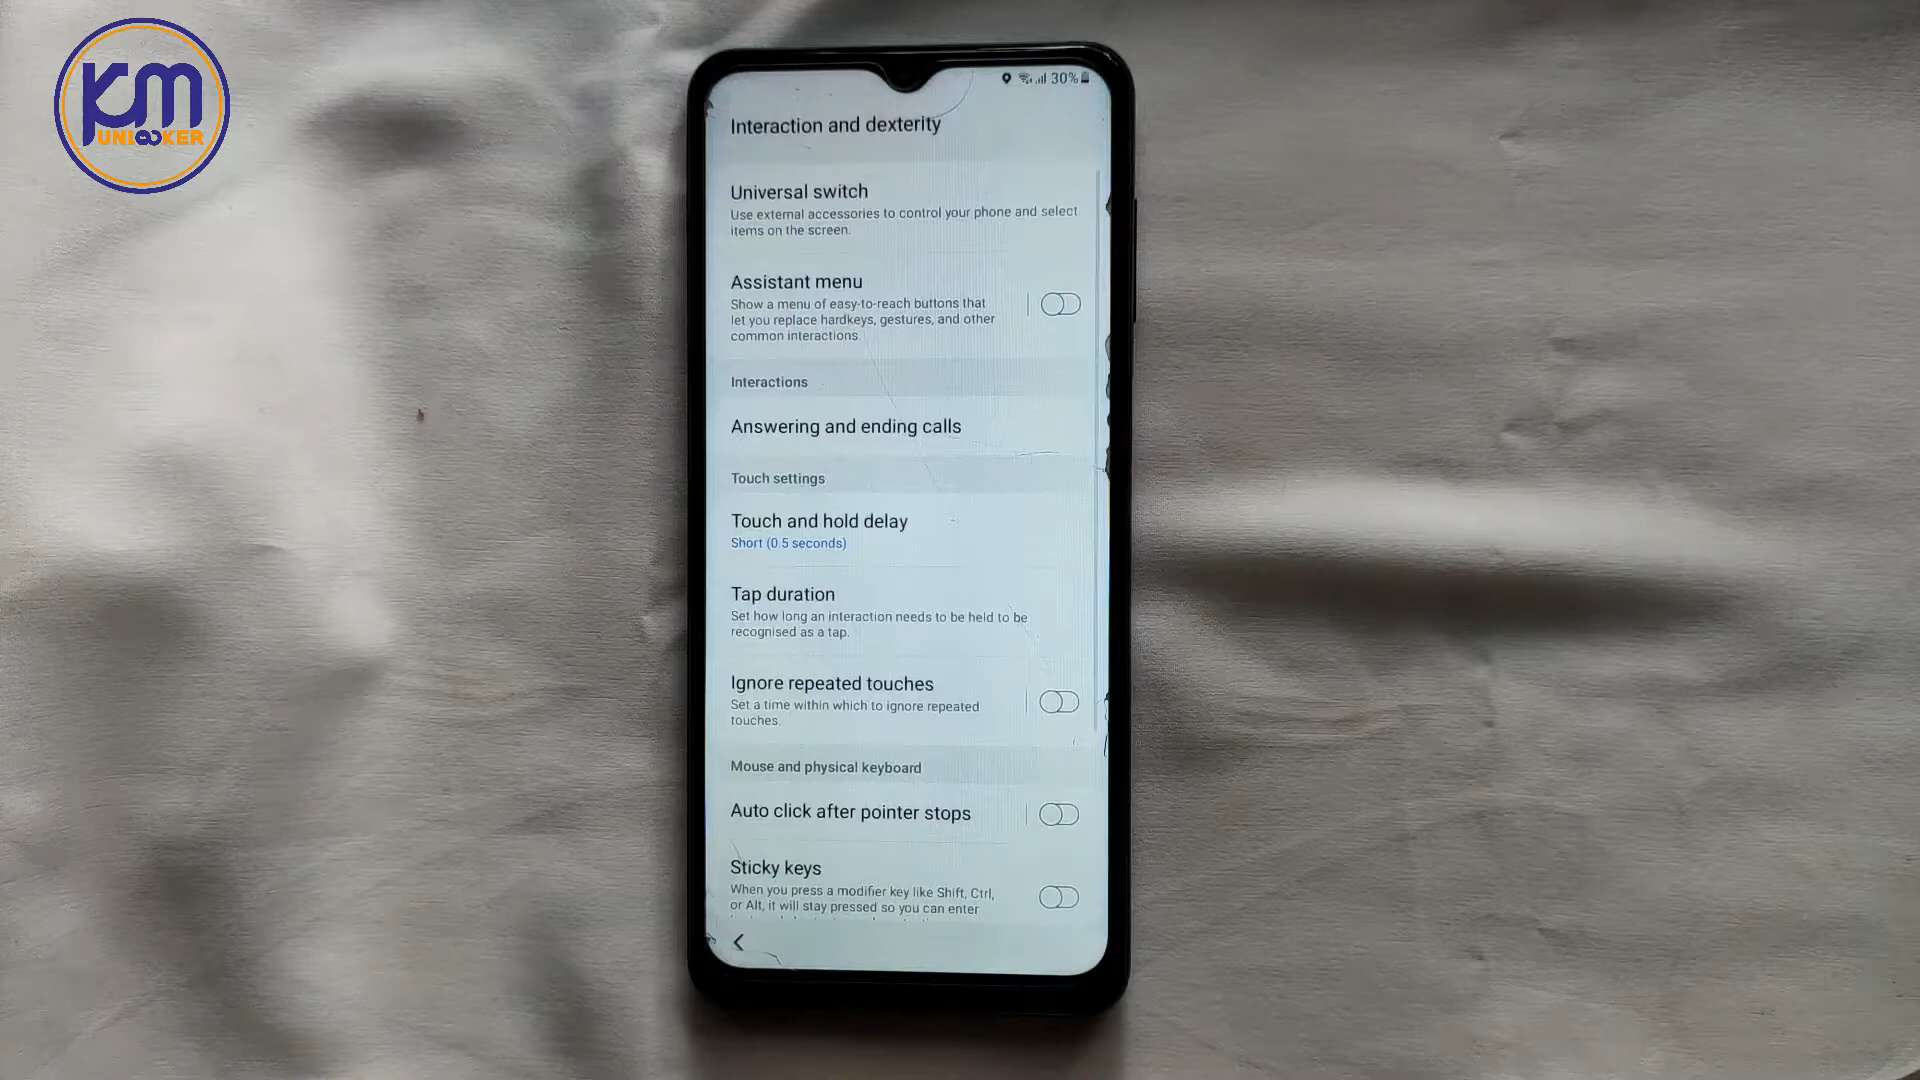 KM
UNLOOKER
30%
Interaction and dexterity
Universal switch
Use external accessories to control your phone and select
items on the screen.
Assistant menu
Show a menu of easy-to-reach buttons that
let you replace hardkeys, gestures, and other
common interactions.
Interactions
Answering and ending calls
Touch settings
Touch and hold delay
Short (0.5 seconds)
Tap duration
Set how long an interaction needs to be held to be
recognised as a tap.
Ignore repeated touches
Set a time within which to ignore repeated
touches.
Mouse and physical keyboard
Auto click after pointer stops
Sticky keys
When you press a modifier key like Shift, Ctrl,
or Alt, it will stay pressed so you can enter